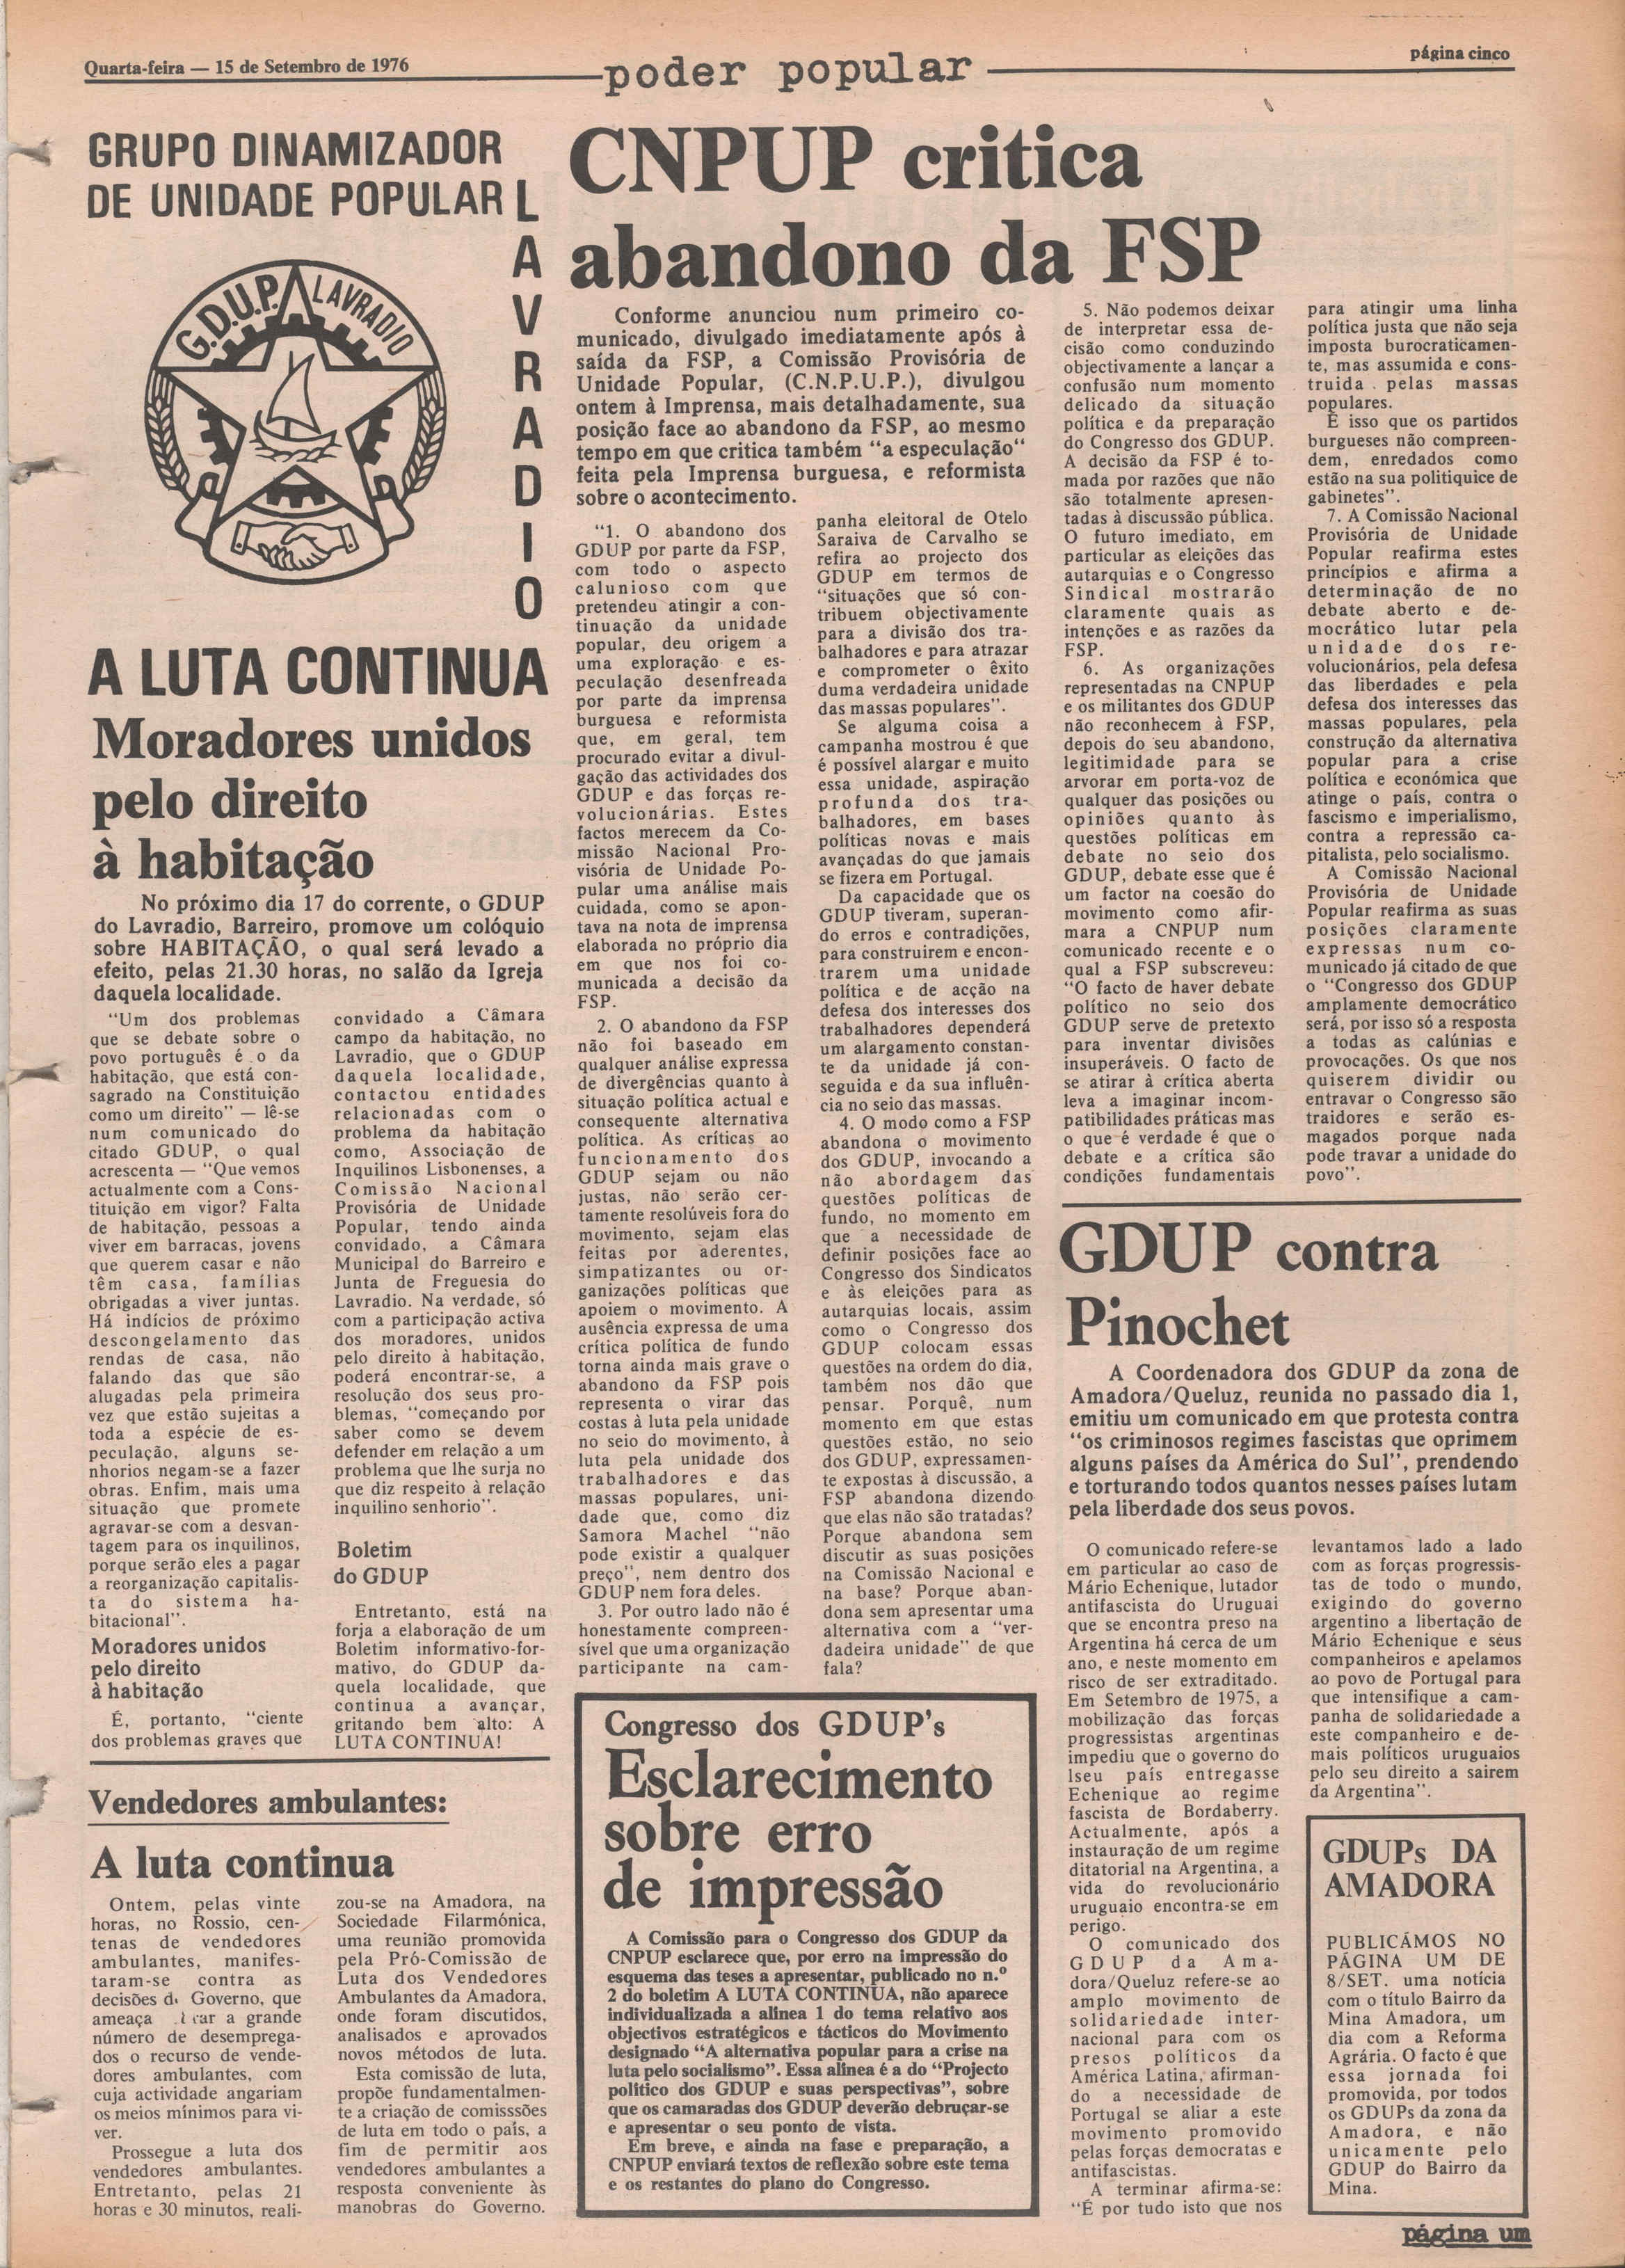 Quarta-feira — 15 de Setembro de 1976
poder popular
página cinco
GRUPO DINAMIZADOR
DE UNIDADE POPULAR
LAVRADIO
G.D.U.P. LAVRADIO
A LUTA CONTINUA
Moradores unidos
pelo direito
à habitação
No próximo dia 17 do corrente, o GDUP
do Lavradio, Barreiro, promove um colóquio
sobre HABITAÇÃO, o qual será levado a
efeito, pelas 21.30 horas, no salão da Igreja
daquela localidade.
“Um dos problemas
que se debate sobre o
povo português é o da
habitação, que está con-
sagrado na Constituição
como um direito” — lê-se
num comunicado do
citado GDUP, o qual
acrescenta — “Que vemos
actualmente com a Cons-
tituição em vigor? Falta
de habitação, pessoas a
viver em barracas, jovens
que querem casar e não
têm casa, famílias
obrigadas a viver juntas.
Há indícios de próximo
descongelamento das
rendas de casa, não
falando das que são
alugadas pela primeira
vez que estão sujeitas a
toda a espécie de es-
peculação, alguns se-
nhorios negam-se a fazer
obras. Enfim, mais uma
situação que promete
agravar-se com a desvan-
tagem para os inquilinos,
porque serão eles a pagar
a reorganização capitalis-
ta do sistema ha-
bitacional”.
Moradores unidos
pelo direito
à habitação
É, portanto, “ciente
dos problemas graves que
convidado a Câmara
campo da habitação, no
Lavradio, que o GDUP
daquela localidade,
contactou entidades
relacionadas com o
problema da habitação
como, Associação de
Inquilinos Lisbonenses, a
Comissão Nacional
Provisória de Unidade
Popular, tendo ainda
convidado, a Câmara
Municipal do Barreiro e
Junta de Freguesia do
Lavradio. Na verdade, só
com a participação activa
dos moradores, unidos
pelo direito à habitação,
poderá encontrar-se, a
resolução dos seus pro-
blemas, “começando por
saber como se devem
defender em relação a um
problema que lhe surja no
que diz respeito à relação
inquilino senhorio”.
Boletim
do GDUP
Entretanto, está na
forja a elaboração de um
Boletim informativo-for-
mativo, do GDUP da-
quela localidade, que
continua a avançar,
gritando bem alto: A
LUTA CONTINUA!
Vendedores ambulantes:
A luta continua
Ontem, pelas vinte
horas, no Rossio, cen-
tenas de vendedores
ambulantes, manifes-
taram-se contra as
decisões do Governo, que
ameaça car a grande
número de desemprega-
dos o recurso de vende-
dores ambulantes, com
cuja actividade angariam
os meios mínimos para vi-
ver.
Prossegue a luta dos
vendedores ambulantes.
Entretanto, pelas 21
horas e 30 minutos, reali-
zou-se na Amadora, na
Sociedade Filarmónica,
uma reunião promovida
pela Pró-Comissão de
Luta dos Vendedores
Ambulantes da Amadora,
onde foram discutidos,
analisados e aprovados
novos métodos de luta.
Esta comissão de luta,
propõe fundamentalmen-
te a criação de comisssões
de luta em todo o país, a
fim de permitir aos
vendedores ambulantes a
resposta conveniente às
manobras do Governo.
CNPUP critica
abandono da FSP
Conforme anunciou num primeiro co-
municado, divulgado imediatamente após à
saída da FSP, a Comissão Provisória de
Unidade Popular, (C.N.P.U.P.), divulgou
ontem à Imprensa, mais detalhadamente, sua
posição face ao abandono da FSP, ao mesmo
tempo em que critica também “a especulação“
feita pela Imprensa burguesa, e reformista
sobre o acontecimento.
“1. O abandono dos
GDUP por parte da FSP,
com todo o aspecto
calunioso com que
pretendeu atingir a con-
tinuação da unidade
popular, deu origem a
uma exploração e es-
peculação desenfreada
por parte da imprensa
burguesa e reformista
que, em geral, tem
procurado evitar a divul-
gação das actividades dos
GDUP e das forças re-
volucionárias. Estes
factos merecem da Co-
missão Nacional Pro-
visória de Unidade Po-
pular uma análise mais
cuidada, como se apon-
tava na nota de imprensa
elaborada no próprio dia
em que nos foi co-
municada a decisão da
FSP.
2. O abandono da FSP
não foi baseado em
qualquer análise expressa
de divergências quanto à
situação política actual e
consequente alternativa
política. As críticas ao
funcionamento dos
GDUP sejam ou não
justas, não serão cer-
tamente resolúveis fora do
movimento, sejam elas
feitas por aderentes,
simpatizantes ou or-
ganizações políticas que
apoiem o movimento. A
ausência expressa de uma
crítica política de fundo
torna ainda mais grave o
abandono da FSP pois
representa o virar das
costas à luta pela unidade
no seio do movimento, à
luta pela unidade dos
trabalhadores e das
massas populares, uni-
dade que, como diz
Samora Machel “não
pode existir a qualquer
preço”, nem dentro dos
GDUP nem fora deles.
3. Por outro lado não é
honestamente compreen-
sível que uma organização
participante na cam-
panha eleitoral de Otelo
Saraiva de Carvalho se
refira ao projecto dos
GDUP em termos de
“situações que só con-
tribuem objectivamente
para a divisão dos tra-
balhadores e para atrazar
e comprometer o êxito
duma verdadeira unidade
das massas populares”.
Se alguma coisa a
campanha mostrou é que
é possível alargar e muito
essa unidade, aspiração
profunda dos tra-
balhadores, em bases
políticas novas e mais
avançadas do que jamais
se fizera em Portugal.
Da capacidade que os
GDUP tiveram, superan-
do erros e contradições,
para construirem e encon-
trarem uma unidade
política e de acção na
defesa dos interesses dos
trabalhadores dependerá
um alargamento constan-
te da unidade já con-
seguida e da sua influên-
cia no seio das massas.
4. O modo como a FSP
abandona o movimento
dos GDUP, invocando a
não abordagem das
questões políticas de
fundo, no momento em
que a necessidade de
definir posições face ao
Congresso dos Sindicatos
e às eleições para as
autarquias locais, assim
como o Congresso dos
GDUP colocam essas
questões na ordem do dia,
também nos dão que
pensar. Porquê, num
momento em que estas
questões estão, no seio
dos GDUP, expressamen-
te expostas à discussão, a
FSP abandona dizendo
que elas não são tratadas?
Porque abandona sem
discutir as suas posições
na Comissão Nacional e
na base? Porque aban-
dona sem apresentar uma
alternativa com a “ver-
dadeira unidade” de que
fala?
5. Não podemos deixar
de interpretar essa de-
cisão como conduzindo
objectivamente a lançar a
confusão num momento
delicado da situação
política e da preparação
do Congresso dos GDUP.
A decisão da FSP é to-
mada por razões que não
são totalmente apresen-
tadas à discussão pública.
O futuro imediato, em
particular as eleições das
autarquias e o Congresso
Sindical mostrarão
claramente quais as
intenções e as razões da
FSP.
6. As organizações
representadas na CNPUP
e os militantes dos GDUP
não reconhecem à FSP,
depois do seu abandono,
legitimidade para se
arvorar em porta-voz de
qualquer das posições ou
opiniões quanto às
questões políticas em
debate no seio dos
GDUP, debate esse que é
um factor na coesão do
movimento como afir-
mara a CNPUP num
comunicado recente e o
qual a FSP subscreveu:
“O facto de haver debate
político no seio dos
GDUP serve de pretexto
para inventar divisões
insuperáveis. O facto de
se atirar à crítica aberta
leva a imaginar incom-
patibilidades práticas mas
o que é verdade é que o
debate e a crítica são
condições fundamentais
para atingir uma linha
política justa que não seja
imposta burocraticamen-
te, mas assumida e cons-
truida pelas massas
populares.
É isso que os partidos
burgueses não compreen-
dem, enredados como
estão na sua politiquice de
gabinetes”.
7. A Comissão Nacional
Provisória de Unidade
Popular reafirma estes
princípios e afirma a
determinação de no
debate aberto e de-
mocrático lutar pela
unidade dos re-
volucionários, pela defesa
das liberdades e pela
defesa dos interesses das
massas populares, pela
construção da alternativa
popular para a crise
política e económica que
atinge o país, contra o
fascismo e imperialismo,
contra a repressão ca-
pitalista, pelo socialismo.
A Comissão Nacional
Provisória de Unidade
Popular reafirma as suas
posições claramente
expressas num co-
municado já citado de que
o “Congresso dos GDUP
amplamente democrático
será, por isso só a resposta
a todas as calúnias e
provocações. Os que nos
quiserem dividir ou
entravar o Congresso são
traidores e serão es-
magados porque nada
pode travar a unidade do
povo”.
Congresso dos GDUP's
Esclarecimento
sobre erro
de impressão
A Comissão para o Congresso dos GDUP da
CNPUP esclarece que, por erro na impressão do
esquema das teses a apresentar, publicado no n.º
2 do boletim A LUTA CONTINUA, não aparece
individualizada a alínea 1 do tema relativo aos
objectivos estratégicos e tácticos do Movimento
designado “A alternativa popular para a crise na
luta pelo socialismo”. Essa alínea é a do “Projecto
político dos GDUP e suas perspectivas”, sobre
que os camaradas dos GDUP deverão debruçar-se
e apresentar o seu ponto de vista.
Em breve, e ainda na fase e preparação, a
CNPUP enviará textos de reflexão sobre este tema
e os restantes do plano do Congresso.
GDUP contra
Pinochet
A Coordenadora dos GDUP da zona de
Amadora/Queluz, reunida no passado dia 1,
emitiu um comunicado em que protesta contra
“os criminosos regimes fascistas que oprimem
alguns países da América do Sul”, prendendo
e torturando todos quantos nesses países lutam
pela liberdade dos seus povos.
O comunicado refere-se
em particular ao caso de
Mário Echenique, lutador
antifascista do Uruguai
que se encontra preso na
Argentina há cerca de um
ano, e neste momento em
risco de ser extraditado.
Em Setembro de 1975, a
mobilização das forças
progressistas argentinas
impediu que o governo do
lseu país entregasse
Echenique ao regime
fascista de Bordaberry.
Actualmente, após a
instauração de um regime
ditatorial na Argentina, a
vida do revolucionário
uruguaio encontra-se em
perigo.
O comunicado dos
GDUP da Ama-
dora/Queluz refere-se ao
amplo movimento de
solidariedade inter-
nacional para com os
presos políticos da
América Latina, afirman-
do a necessidade de
Portugal se aliar a este
movimento promovido
pelas forças democratas e
antifascistas.
A terminar afirma-se:
“É por tudo isto que nos
levantamos lado a lado
com as forças progressis-
tas de todo o mundo,
exigindo do governo
argentino a libertação de
Mário Echenique e seus
companheiros e apelamos
ao povo de Portugal para
que intensifique a cam-
panha de solidariedade a
este companheiro e de-
mais políticos uruguaios
pelo seu direito a sairem
da Argentina”.
GDUPs DA
AMADORA
PUBLICÁMOS NO
PÁGINA UM DE
8/SET. uma notícia
com o título Bairro da
Mina Amadora, um
dia com a Reforma
Agrária. O facto é que
essa jornada foi
promovida, por todos
os GDUPs da zona da
Amadora, e não
unicamente pelo
GDUP do Bairro da
Mina.
página um